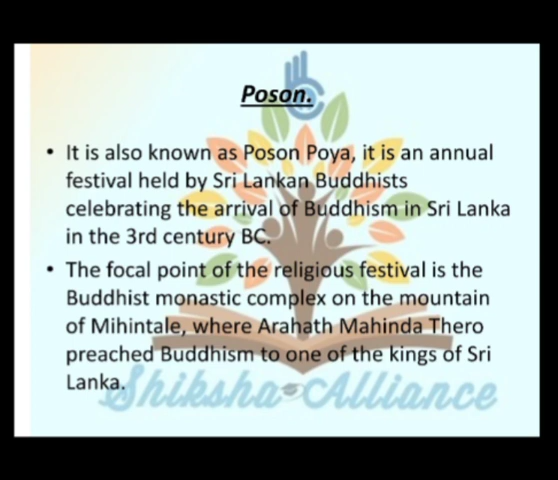 Poson.
• It is also known as Poson Poya, it is an annual
festival held by Sri Lankan Buddhists
celebrating the arrival of Buddhism in Sri Lanka
in the 3rd century BC.
• The focal point of the religious festival is the
Buddhist monastic complex on the mountain
of Mihintale, where Arahath Mahinda Thero
preached Buddhism to one of the kings of Sri
Lanka.
Shiksha Alliance